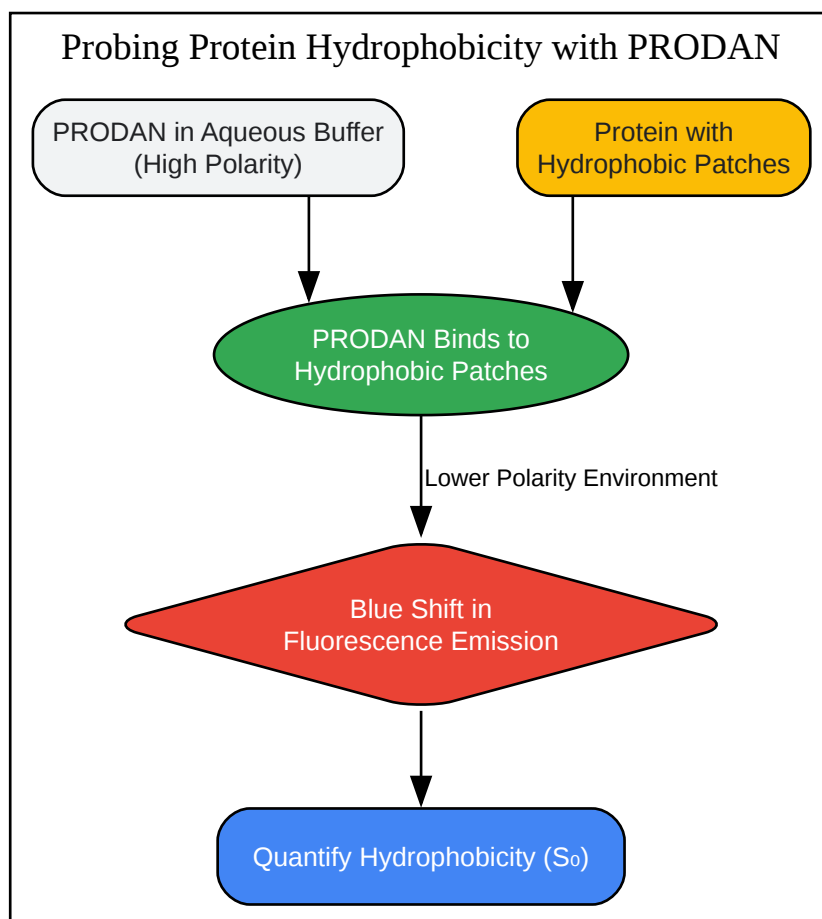 Probing Protein Hydrophobicity with PRODAN
PRODAN in Aqueous Buffer
(High Polarity)
Protein with
Hydrophobic Patches
PRODAN Binds to
Hydrophobic Patches
Lower Polarity Environment
Blue Shift in
Fluorescence Emission
Quantify Hydrophobicity (S₀)